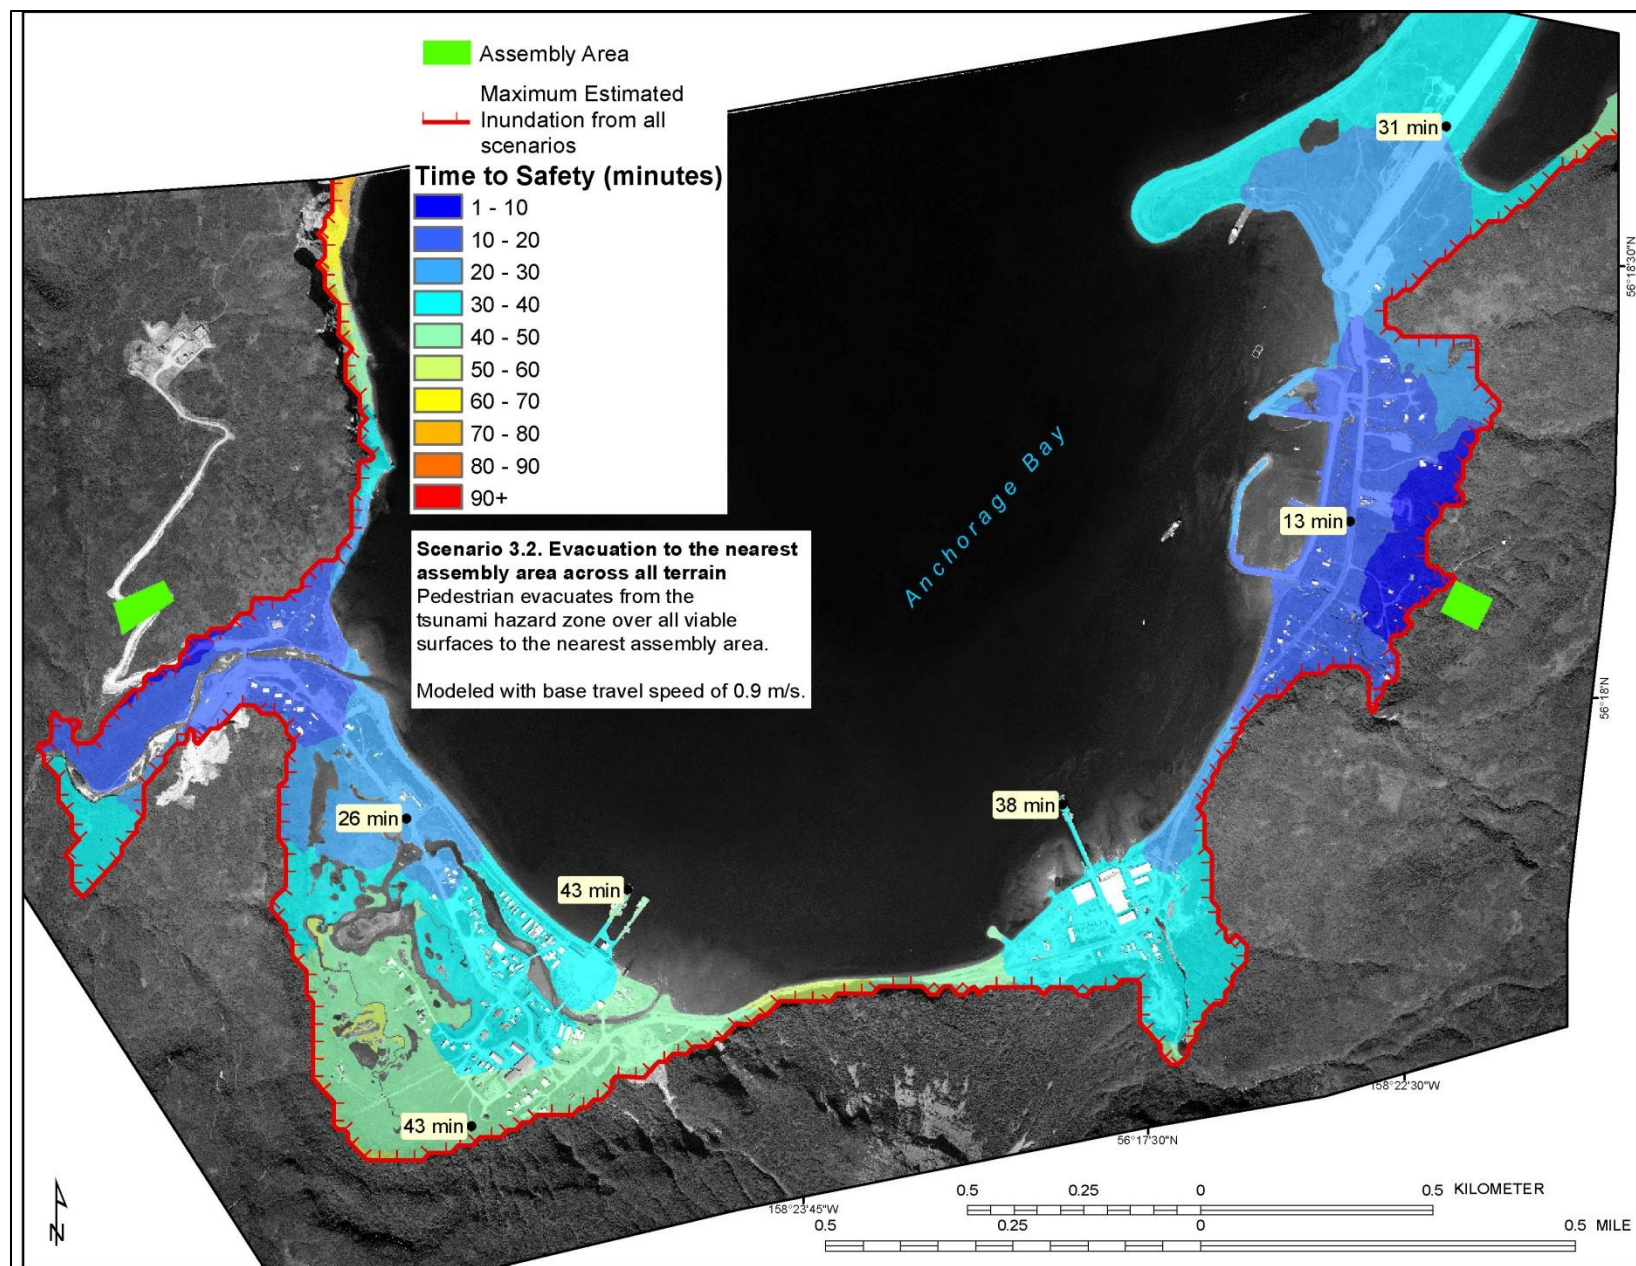 Assembly Area
Maximum Estimated
Inundation from all
scenarios
Time to Safety (minutes)
1 - 10
10 - 20
20 - 30
30 - 40
40 - 50
50 - 60
60 - 70
70 - 80
80 - 90
90+
Scenario 3.2. Evacuation to the nearest
assembly area across all terrain
Pedestrian evacuates from the
tsunami hazard zone over all viable
surfaces to the nearest assembly area.
Modeled with base travel speed of 0.9 m/s.
Anchorage Bay
31 min
13 min
38 min
26 min
43 min
43 min
56°18'30"N
56°18'N
158°22'30"W
56°17'30"N
158°23'45"W
N
0.5 0.25 0 0.5 KILOMETER
0.5 0.25 0 0.5 MILE